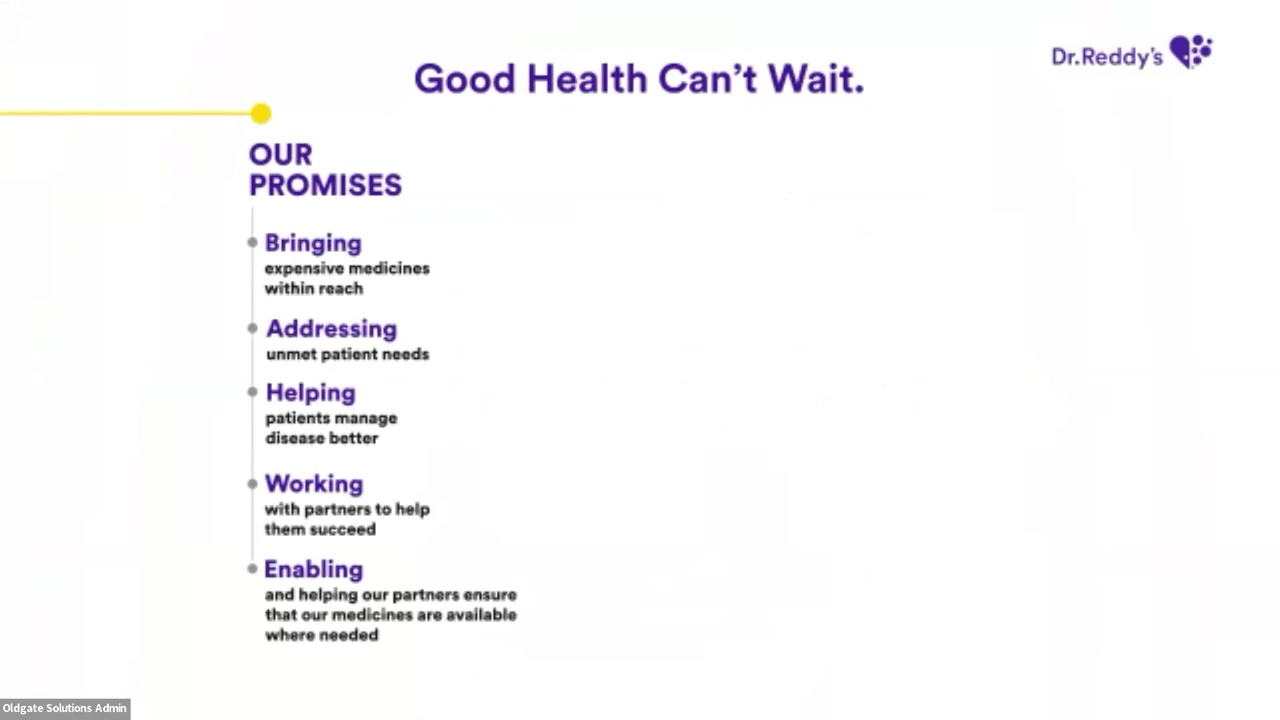 Dr.Reddy's
Good Health Can't Wait.
OUR
PROMISES
Bringing
expensive medicines
within reach
Addressing
unmet patient needs
Helping
patients manage
disease better
Working
with partners to help
them succeed
Enabling
and helping our partners ensure
that our medicines are available
where needed
Oldgate Solutions Admin